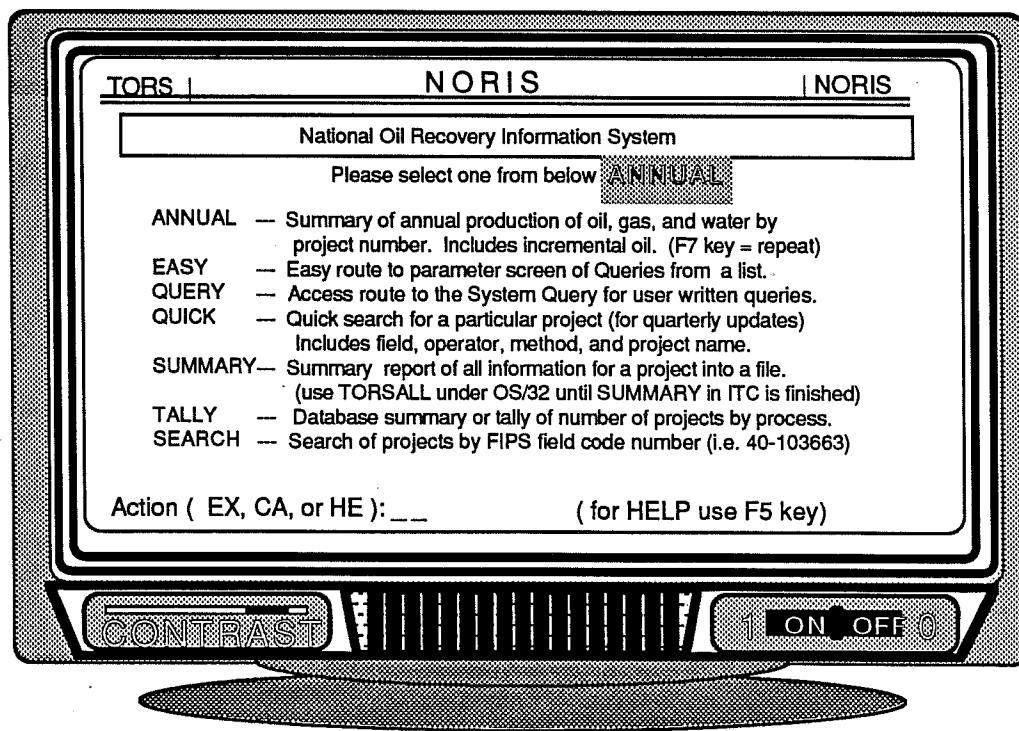 TORS | NORIS | NORIS
National Oil Recovery Information System
Please select one from below ANNUAL
ANNUAL — Summary of annual production of oil, gas, and water by
project number. Includes incremental oil. (F7 key = repeat)
EASY — Easy route to parameter screen of Queries from a list.
QUERY — Access route to the System Query for user written queries.
QUICK — Quick search for a particular project (for quarterly updates)
Includes field, operator, method, and project name.
SUMMARY— Summary report of all information for a project into a file.
(use TORSALL under OS/32 until SUMMARY in ITC is finished)
TALLY — Database summary or tally of number of projects by process.
SEARCH — Search of projects by FIPS field code number (i.e. 40-103663)
Action ( EX, CA, or HE ):_ _ ( for HELP use F5 key)
CONTRAST 1 ON OFF 0